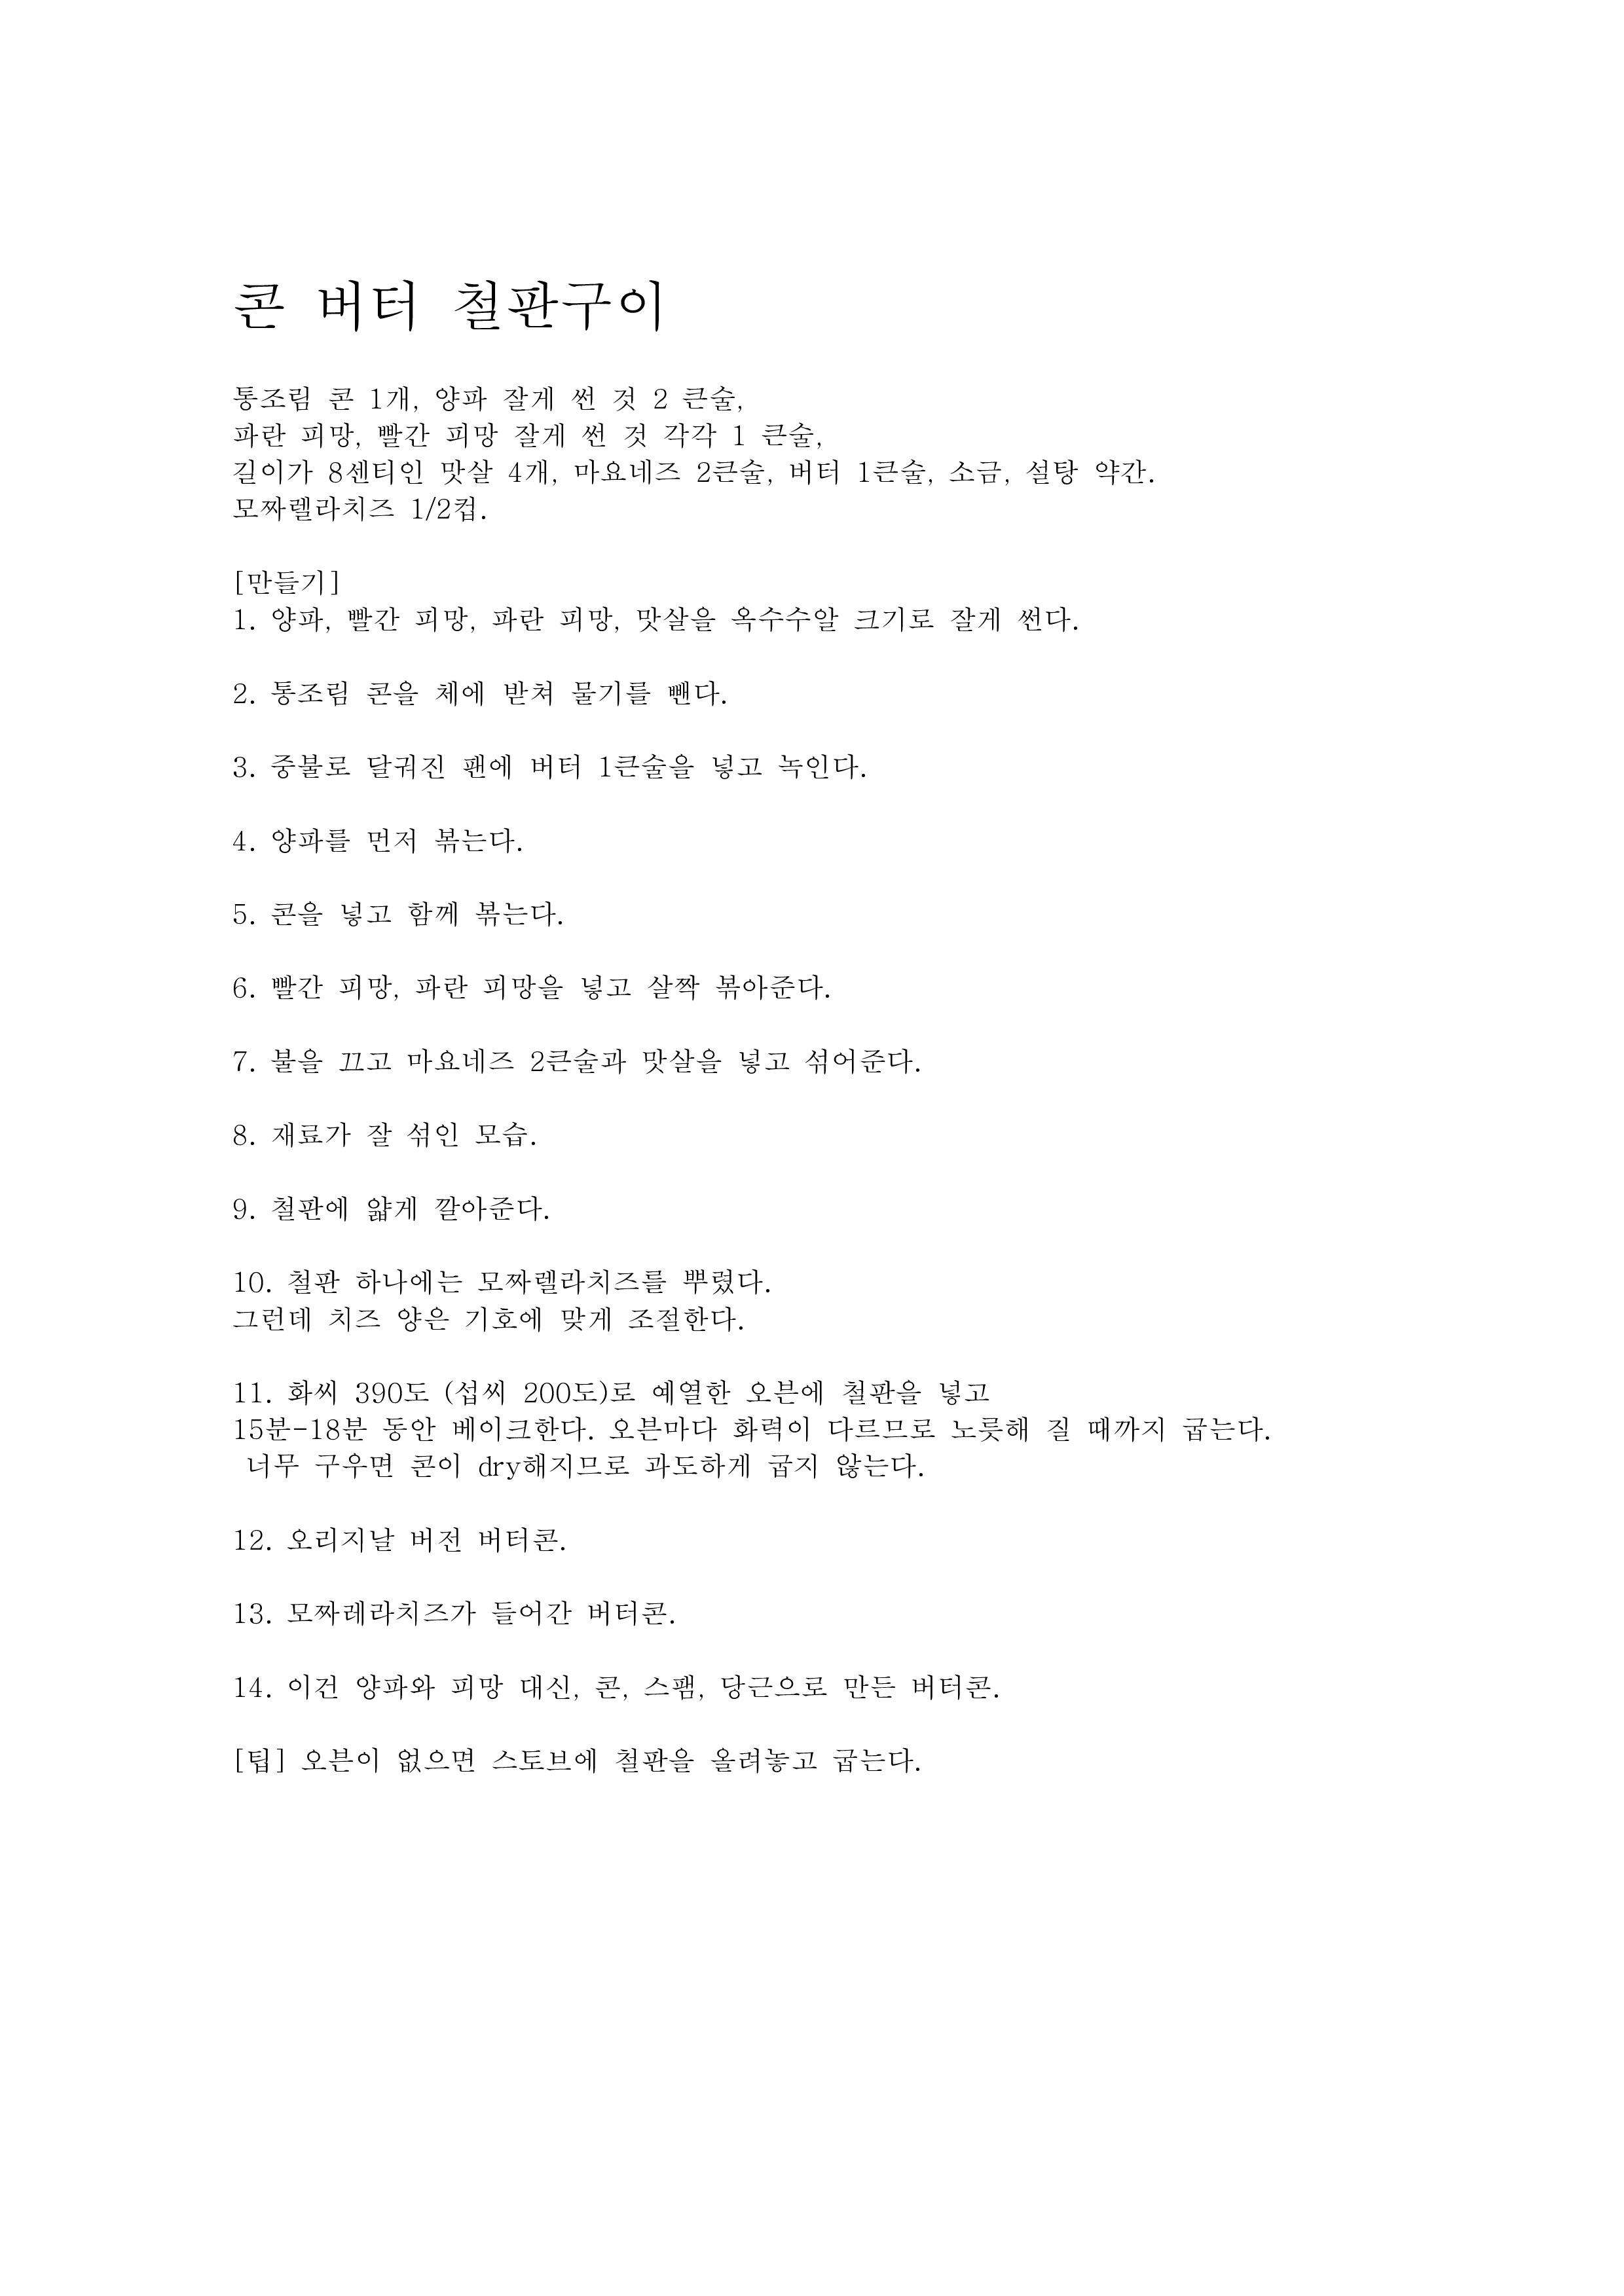 콘 버터 철판구이
통조림 콘 1개, 양파 잘게 썬 것 2 큰술,
파란 피망, 빨간 피망 잘게 썬 것 각각 1 큰술,
길이가 8센티인 맛살 4개, 마요네즈 2큰술, 버터 1큰술, 소금, 설탕 약간.
모짜렐라치즈 1/2컵.
[만들기]
1. 양파, 빨간 피망, 파란 피망, 맛살을 옥수수알 크기로 잘게 썬다.
2. 통조림 콘을 체에 받쳐 물기를 뺀다.
3. 중불로 달궈진 팬에 버터 1큰술을 넣고 녹인다.
4. 양파를 먼저 볶는다.
5. 콘을 넣고 함께 볶는다.
6. 빨간 피망, 파란 피망을 넣고 살짝 볶아준다.
7. 불을 끄고 마요네즈 2큰술과 맛살을 넣고 섞어준다.
8. 재료가 잘 섞인 모습.
9. 철판에 얇게 깔아준다.
10. 철판 하나에는 모짜렐라치즈를 뿌렸다.
그런데 치즈 양은 기호에 맞게 조절한다.
11. 화씨 390도 (섭씨 200도)로 예열한 오븐에 철판을 넣고
15분-18분 동안 베이크한다. 오븐마다 화력이 다르므로 노릇해 질 때까지 굽는다.
너무 구우면 콘이 dry해지므로 과도하게 굽지 않는다.
12. 오리지날 버전 버터콘.
13. 모짜레라치즈가 들어간 버터콘.
14. 이건 양파와 피망 대신, 콘, 스팸, 당근으로 만든 버터콘.
[팁] 오븐이 없으면 스토브에 철판을 올려놓고 굽는다.